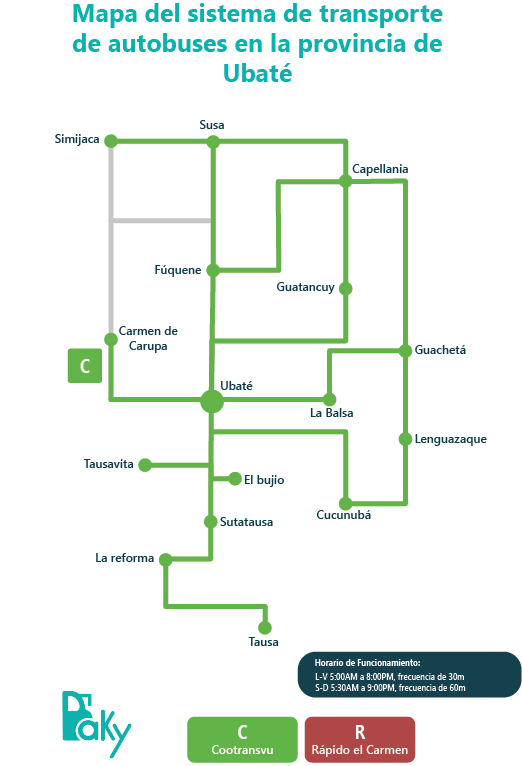 Mapa del sistema de transporte
de autobuses en la provincia de
Ubaté
Susa
Simijaca
Capellania
Fúquene
Guatancuy
Carmen de
Carupa
C
Guachetá
Ubaté
La Balsa
Lenguazaque
Tausavita
El bujio
Cucunubá
Sutatausa
La reforma
Tausa
Horario de Funcionamiento:
L-V 5:00AM a 8:00PM, frecuencia de 30m
S-D 5:30AM a 9:00PM, frecuencia de 60m
Paky
C
Cootransvu
R
Rápido el Carmen